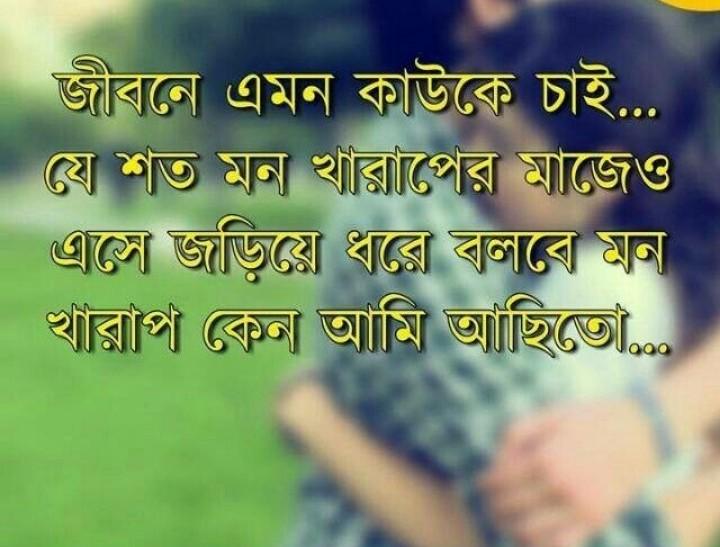 জীবনে এমন কাউকে চাই...
যে শত মন খারাপের মাজেও
এসে জড়িয়ে ধরে বলবে মন
খারাপ কেন আমি আছিতো...